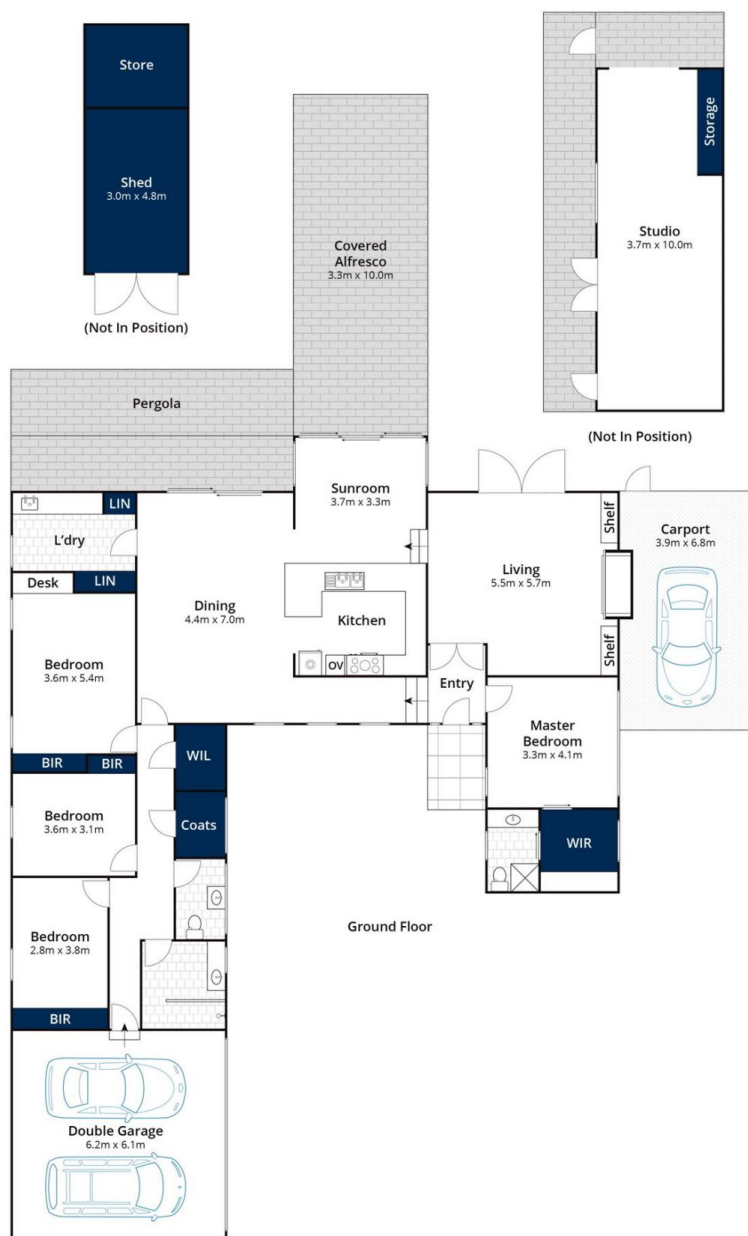 Store
Shed
3.0m x 4.8m
(Not In Position)
Covered
Alfresco
3.3m x 10.0m
Storage
Studio
3.7m x 10.0m
(Not In Position)
Pergola
LIN
L'dry
Desk
LIN
Sunroom
3.7m x 3.3m
Dining
4.4m x 7.0m
Kitchen
OV
Living
5.5m x 5.7m
Shelf
Shelf
Carport
3.9m x 6.8m
Entry
Bedroom
3.6m x 5.4m
BIR
BIR
WIL
Master
Bedroom
3.3m x 4.1m
Bedroom
3.6m x 3.1m
Coats
WIR
Bedroom
2.8m x 3.8m
BIR
Ground Floor
Double Garage
6.2m x 6.1m